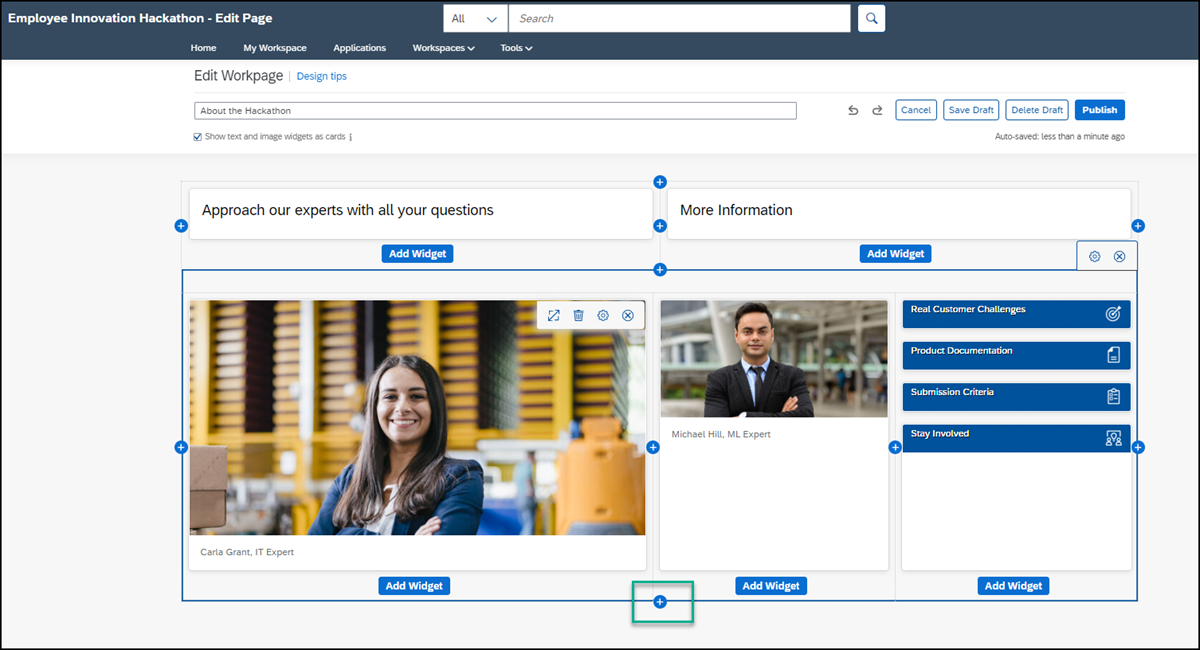 Employee Innovation Hackathon - Edit Page
All
Search
Home
My Workspace
Applications
Workspaces
Tools
Edit Workpage
Design tips
About the Hackathon
Cancel
Save Draft
Delete Draft
Publish
Show text and image widgets as cards
Auto-saved: less than a minute ago
Approach our experts with all your questions
More Information
Add Widget
Add Widget
Real Customer Challenges
Product Documentation
Submission Criteria
Stay Involved
Michael Hill, ML Expert
Carla Grant, IT Expert
Add Widget
Add Widget
Add Widget